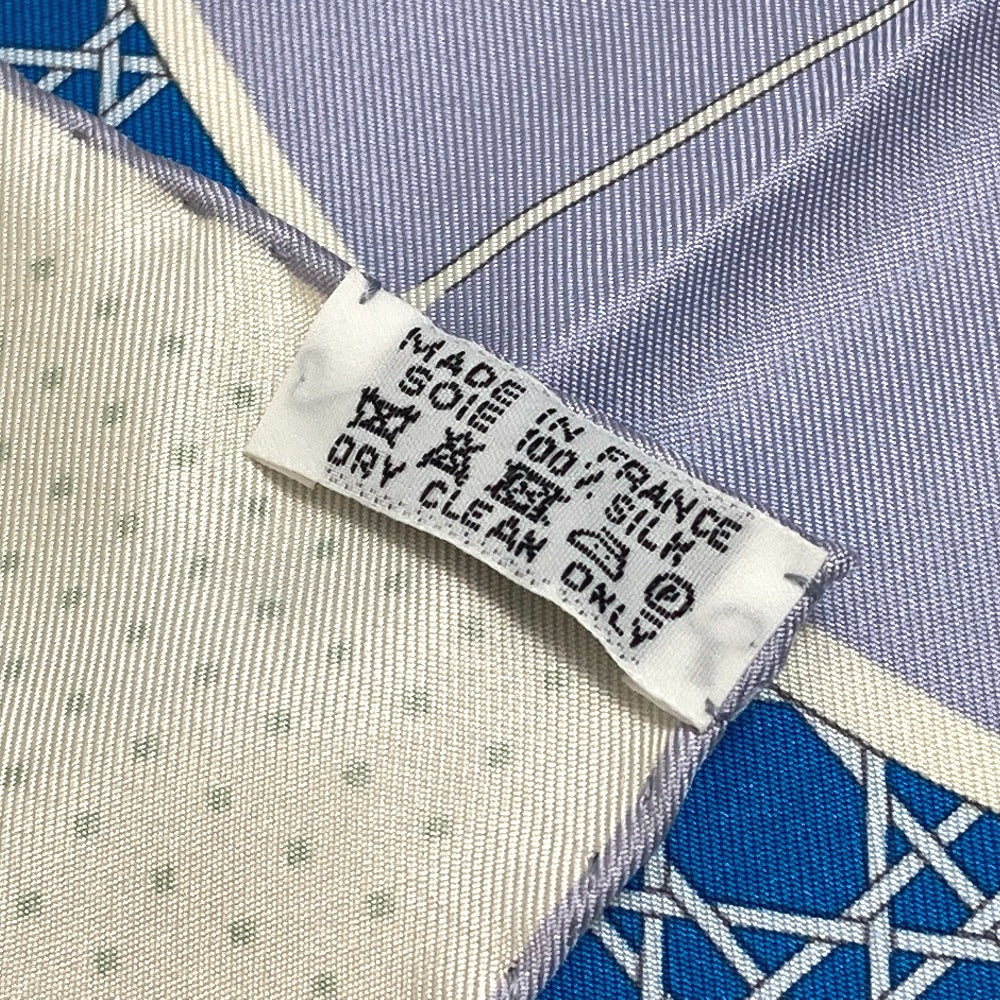 MADE IN FRANCE
SOIE 100% SILK
P
DRY CLEAN ONLY